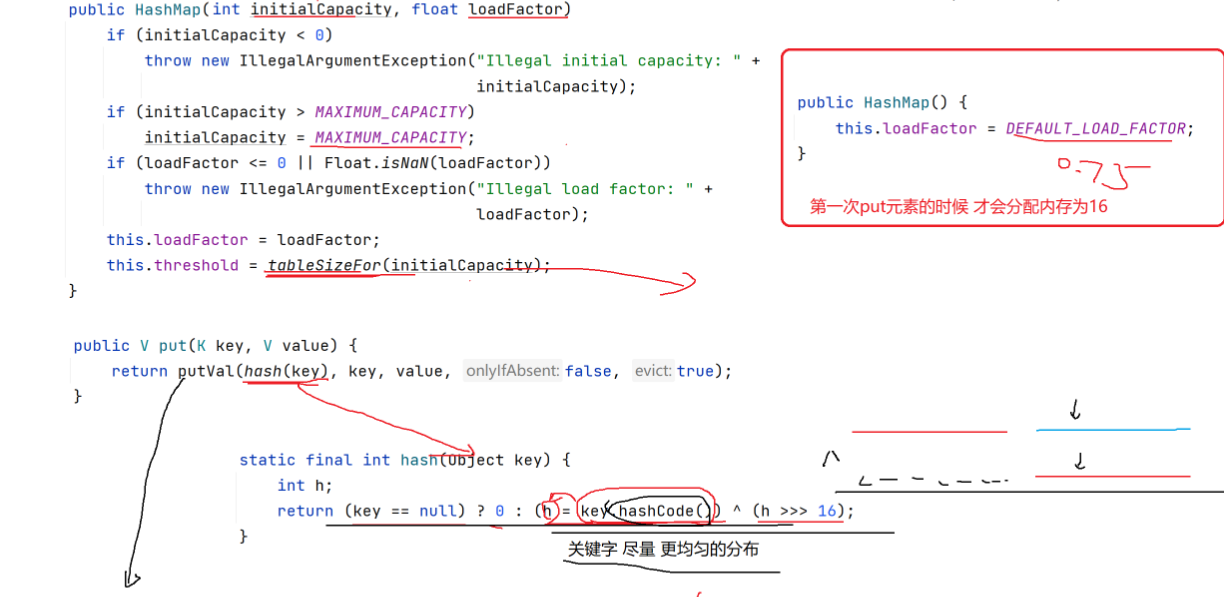 public HashMap(int initialCapacity, float loadFactor)
if (initialCapacity < 0)
throw new IllegalArgumentException("Illegal initial capacity: " +
initialCapacity);
if (initialCapacity > MAXIMUM_CAPACITY)
initialCapacity = MAXIMUM_CAPACITY;
if (loadFactor <= 0 || Float.isNaN(loadFactor))
throw new IllegalArgumentException("Illegal load factor: " +
loadFactor);
this.loadFactor = loadFactor;
this.threshold = tableSizeFor(initialCapacity);
}
public HashMap() {
this.loadFactor = DEFAULT_LOAD_FACTOR;
}
0.75
第一次put元素的时候 才会分配内存为16
public V put(K key, V value) {
return putVal(hash(key), key, value, onlyIfAbsent: false, evict: true);
}
static final int hash(Object key) {
int h;
return (key == null) ? 0 : (h = key.hashCode()) ^ (h >>> 16);
}
^
关键字 尽量 更均匀的分布